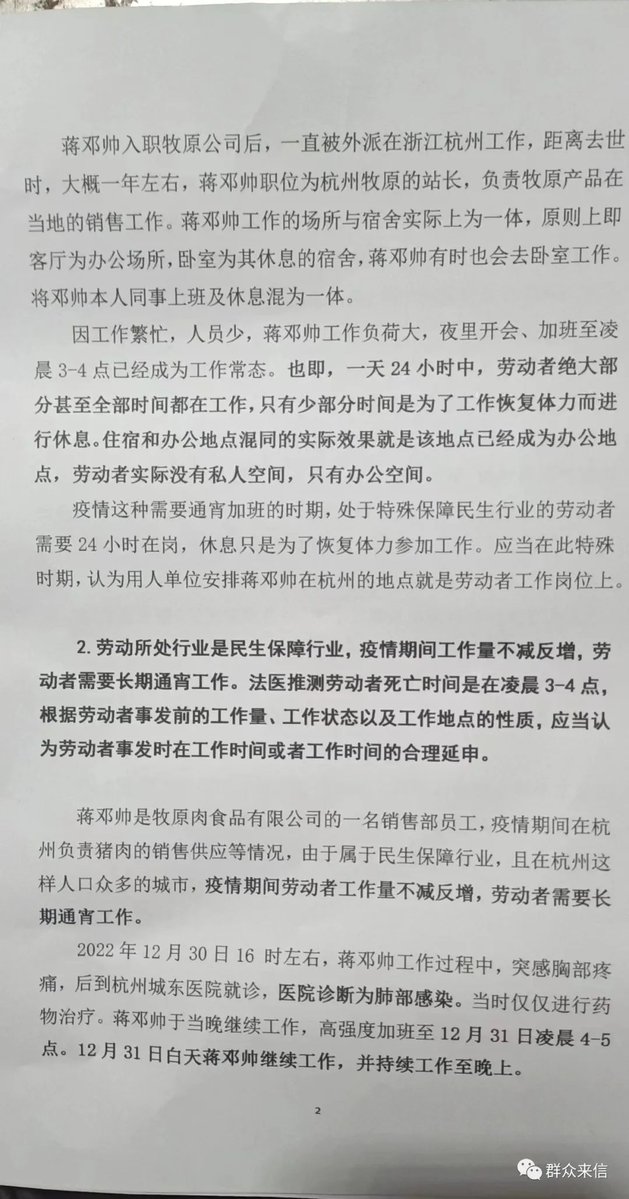 蒋邓帅入职牧原公司后，一直被外派在浙江杭州工作，距离去世
时，大概一年左右，蒋邓帅职位为杭州牧原的站长，负责牧原产品在
当地的销售工作。蒋邓帅工作的场所与宿舍实际上为一体，原则上即
客厅为办公场所，卧室为其休息的宿舍，蒋邓帅有时也会去卧室工作。
将邓帅本人同事上班及休息混为一体。
因工作繁忙，人员少，蒋邓帅工作负荷大，夜里开会、加班至凌
晨 3-4 点已经成为工作常态。也即，一天 24 小时中，劳动者绝大部
分甚至全部时间都在工作，只有少部分时间是为了工作恢复体力而进
行休息。住宿和办公地点混同的实际效果就是该地点已经成为办公地
点，劳动者实际没有私人空间，只有办公空间。
疫情这种需要通宵加班的时期，处于特殊保障民生行业的劳动者
需要 24 小时在岗，休息只是为了恢复体力参加工作。应当在此特殊
时期，认为用人单位安排蒋邓帅在杭州的地点就是劳动者工作岗位上。
2. 劳动所处行业是民生保障行业，疫情期间工作量不减反增，劳
动者需要长期通宵工作。法医推测劳动者死亡时间是在凌晨 3-4 点，
根据劳动者事发前的工作量、工作状态以及工作地点的性质，应当认
为劳动者事发时在工作时间或者工作时间的合理延申。
蒋邓帅是牧原肉食品有限公司的一名销售部员工，疫情期间在杭
州负责猪肉的销售供应等情况，由于属于民生保障行业，且在杭州这
样人口众多的城市，疫情期间劳动者工作量不减反增，劳动者需要长
期通宵工作。
2022 年 12 月 30 日 16 时左右，蒋邓帅工作过程中，突感胸部疼
痛，后到杭州城东医院就诊，医院诊断为肺部感染。当时仅仅进行药
物治疗。蒋邓帅于当晚继续工作，高强度加班至 12 月 31 日凌晨 4-5
点。12 月 31 日白天蒋邓帅继续工作，并持续工作至晚上。
2
群众来信